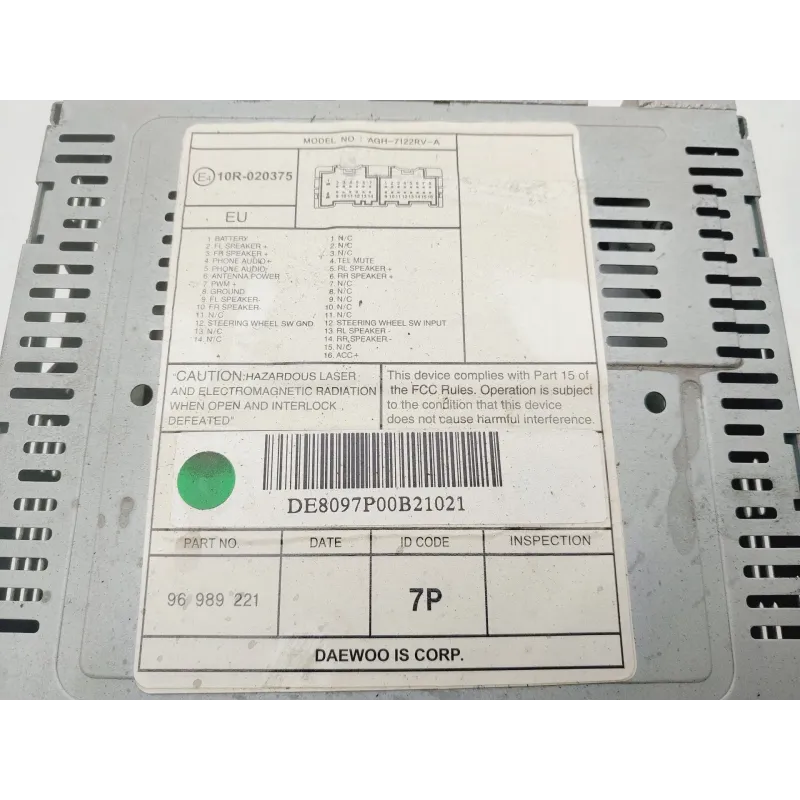 MODEL NO. : AGH-7122RV-A
E4 10R-020375
EU
1 BATTERY
2 FL SPEAKER +
3 FR SPEAKER +
4 PHONE AUDIO +
5 PHONE AUDIO-
6 ANTENNA POWER
7 PWM +
8 GROUND
9 FL SPEAKER-
10 FR SPEAKER-
11 N/C
12 STEERING WHEEL SW GND
13 N/C
14 N/C
1 N/C
2 N/C
3 N/C
4 TEL MUTE
5 RL SPEAKER +
6 RR SPEAKER +
7 N/C
8 N/C
9 N/C
10 N/C
11 N/C
12 STEERING WHEEL SW INPUT
13 RL SPEAKER -
14 RR SPEAKER -
15 N/C
16 ACC +
"CAUTION:HAZARDOUS LASER
AND ELECTROMAGNETIC RADIATION
WHEN OPEN AND INTERLOCK
DEFEATED"
This device complies with Part 15 of
the FCC Rules. Operation is subject
to the condition that this device
does not cause harmful interference.
DE8097P00B21021
PART NO. DATE ID CODE INSPECTION
96 989 221 7P
DAEWOO IS CORP.